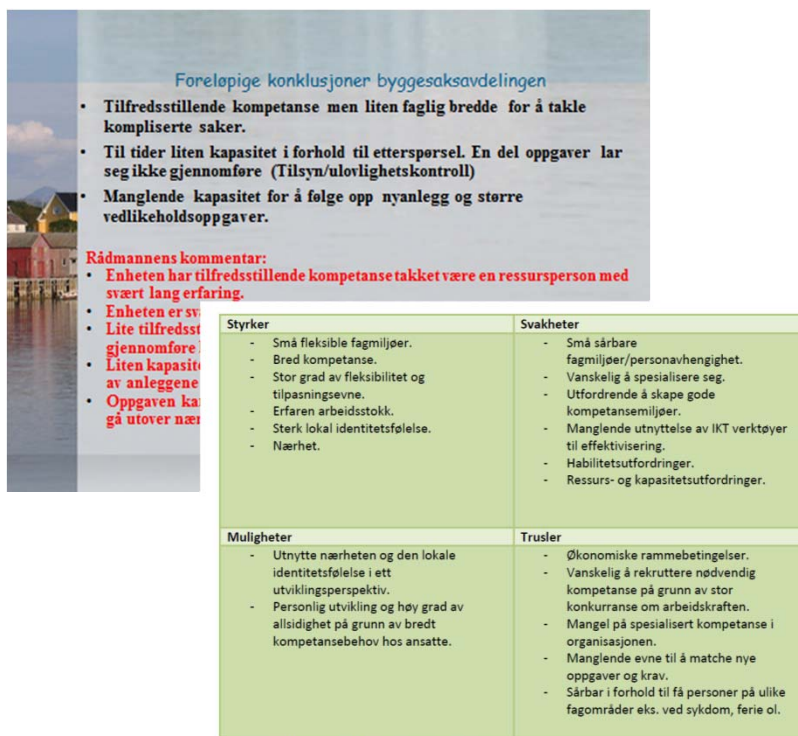 Foreløpige konklusjoner byggesaksavdelingen
• Tilfredsstillende kompetanse men liten faglig bredde for å takle
kompliserte saker.
• Til tider liten kapasitet i forhold til etterspørsel. En del oppgaver lar
seg ikke gjennomføre (Tilsyn/ulovlighetskontroll)
• Manglende kapasitet for å følge opp nyanlegg og større
vedlikeholdsoppgaver.
Rådmannens kommentar:
• Enheten har tilfredsstillende kompetanse takket være en ressursperson med
svært lang erfaring.
• Enheten er
• Lite
gjennomføre
• Liten
av anleggene
• Oppgaven
gå utover
Styrker
- Små fleksible fagmiljøer.
- Bred kompetanse.
- Stor grad av fleksibilitet og
tilpasningsevne.
- Erfaren arbeidsstokk.
- Sterk lokal identitetsfølelse.
- Nærhet.
Svakheter
- Små sårbare
fagmiljøer/personavhengighet.
- Vanskelig å spesialisere seg.
- Utfordrende å skape gode
kompetansemiljøer.
- Manglende utnyttelse av IKT verktøyer
til effektivisering.
- Habilitetsutfordringer.
- Ressurs- og kapasitetsutfordringer.
Muligheter
- Utnytte nærheten og den lokale
identitetsfølelse i ett
utviklingsperspektiv.
- Personlig utvikling og høy grad av
allsidighet på grunn av bredt
kompetansebehov hos ansatte.
Trusler
- Økonomiske rammebetingelser.
- Vanskelig å rekruttere nødvendig
kompetanse på grunn av stor
konkurranse om arbeidskraften.
- Mangel på spesialisert kompetanse i
organisasjonen.
- Manglende evne til å matche nye
oppgaver og krav.
- Sårbar i forhold til få personer på ulike
fagområder eks. ved sykdom, ferie ol.